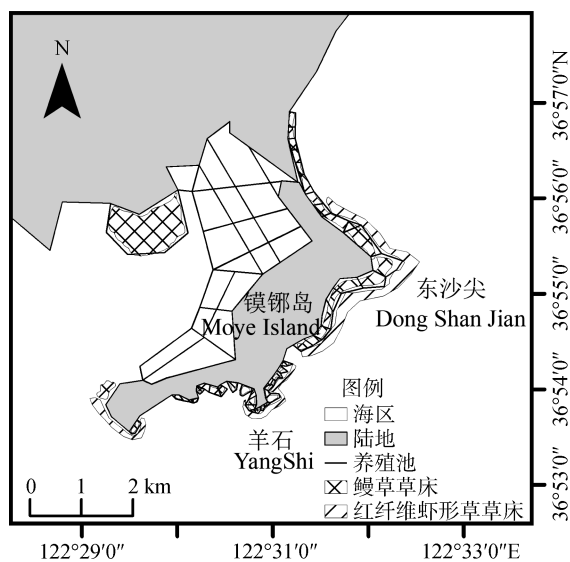 N
36°57′0″N
36°56′0″
36°55′0″
36°54′0″
36°53′0″
镆铘岛
Moye Island
东沙尖
Dong Shan Jian
羊石
YangShi
图例
海区
陆地
养殖池
鳗草草床
红纤维虾形草草床
0 1 2 km
122°29′0″ 122°31′0″ 122°33′0″E